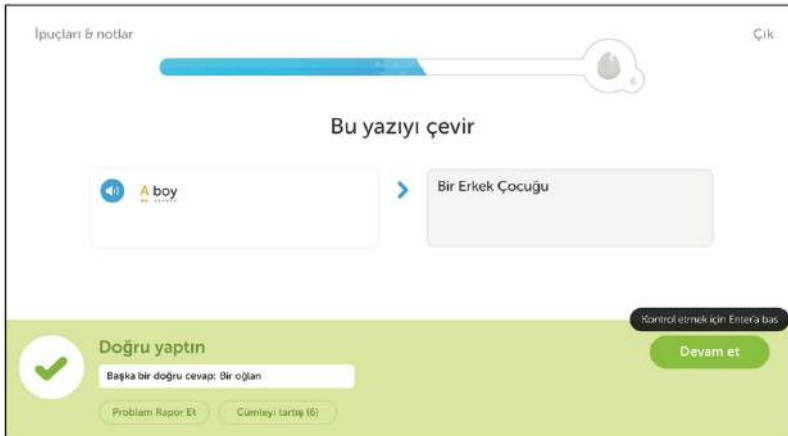 İpuçları & notlar
Çık
Bu yazıyı çevir
A boy
Bir Erkek Çocuğu
Kontrol etmek için Enter'a bas
Doğru yaptın
Devam et
Başka bir doğru cevap: Bir oğlan
Problem Rapor Et
Cümleyi tartış (6)